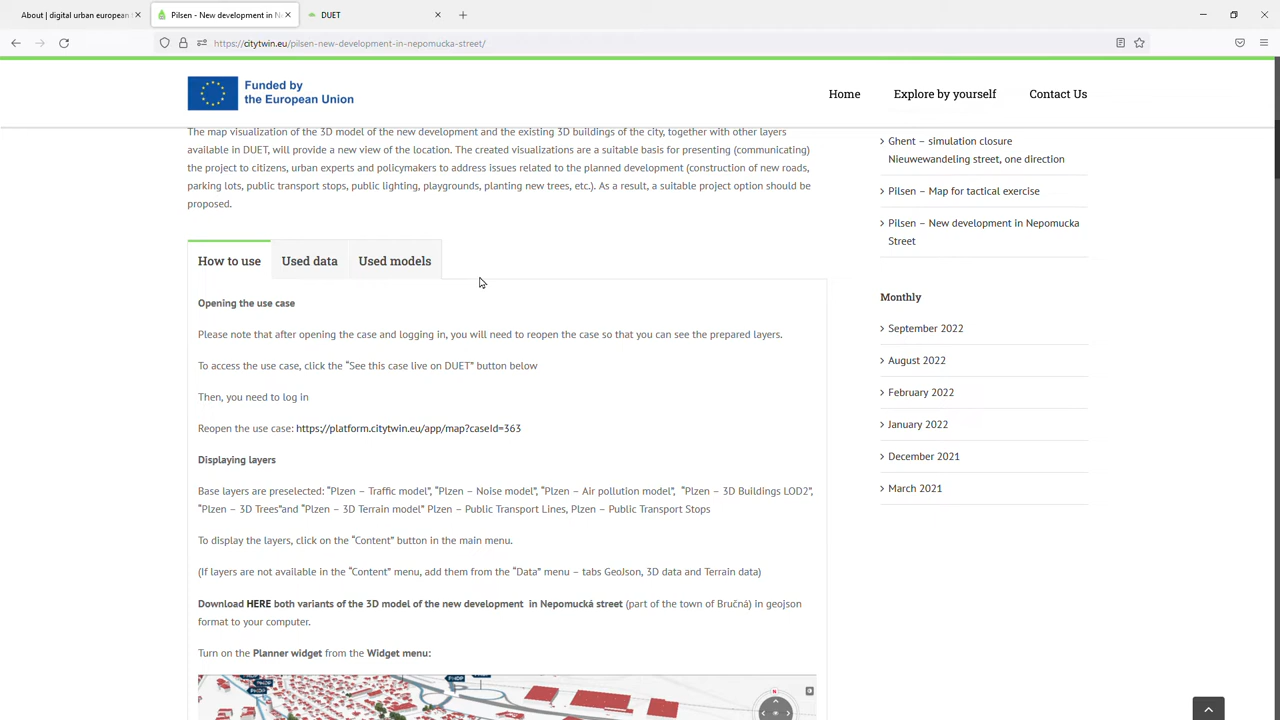 About | digital urban european t
Pilsen - New development in N
DUET
https://citytwin.eu/pilsen-new-development-in-nepomucka-street/
Funded by
the European Union
Home
Explore by yourself
Contact Us
The map visualization of the 3D model of the new development and the existing 3D buildings of the city, together with other layers
available in DUET, will provide a new view of the location. The created visualizations are a suitable basis for presenting (communicating)
the project to citizens, urban experts and policymakers to address issues related to the planned development (construction of new roads,
parking lots, public transport stops, public lighting, playgrounds, planting new trees, etc.). As a result, a suitable project option should be
proposed.
How to use
Used data
Used models
Opening the use case
Please note that after opening the case and logging in, you will need to reopen the case so that you can see the prepared layers.
To access the use case, click the “See this case live on DUET” button below
Then, you need to log in
Reopen the use case: https://platform.citytwin.eu/app/map?caseId=363
Displaying layers
Base layers are preselected: “Plzen – Traffic model”, “Plzen – Noise model”, “Plzen – Air pollution model”, “Plzen – 3D Buildings LOD2”,
“Plzen – 3D Trees”and “Plzen – 3D Terrain model” Plzen – Public Transport Lines, Plzen – Public Transport Stops
To display the layers, click on the “Content” button in the main menu.
(If layers are not available in the “Content” menu, add them from the “Data” menu – tabs GeoJson, 3D data and Terrain data)
Download HERE both variants of the 3D model of the new development in Nepomucká street (part of the town of Bručná) in geojson
format to your computer.
Turn on the Planner widget from the Widget menu:
Ghent – simulation closure
Nieuwewandeling street, one direction
Pilsen – Map for tactical exercise
Pilsen – New development in Nepomucka
Street
Monthly
September 2022
August 2022
February 2022
January 2022
December 2021
March 2021